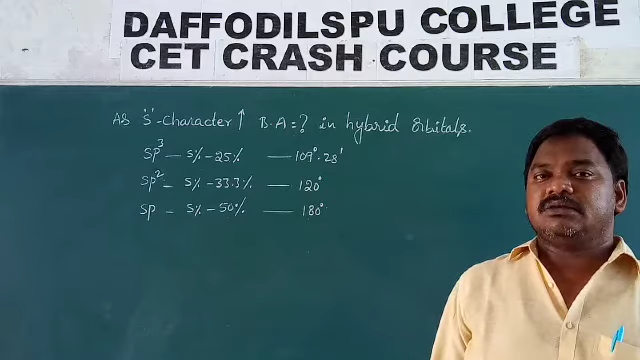 DAFFODILSPU COLLEGE
CET CRASH COURSE
As 's'-Character ↑ B.A = ? in hybrid orbitals.
sp³ — s% - 25% — 109°.28'
sp² — s% - 33.3% — 120°
sp — s% - 50% — 180°